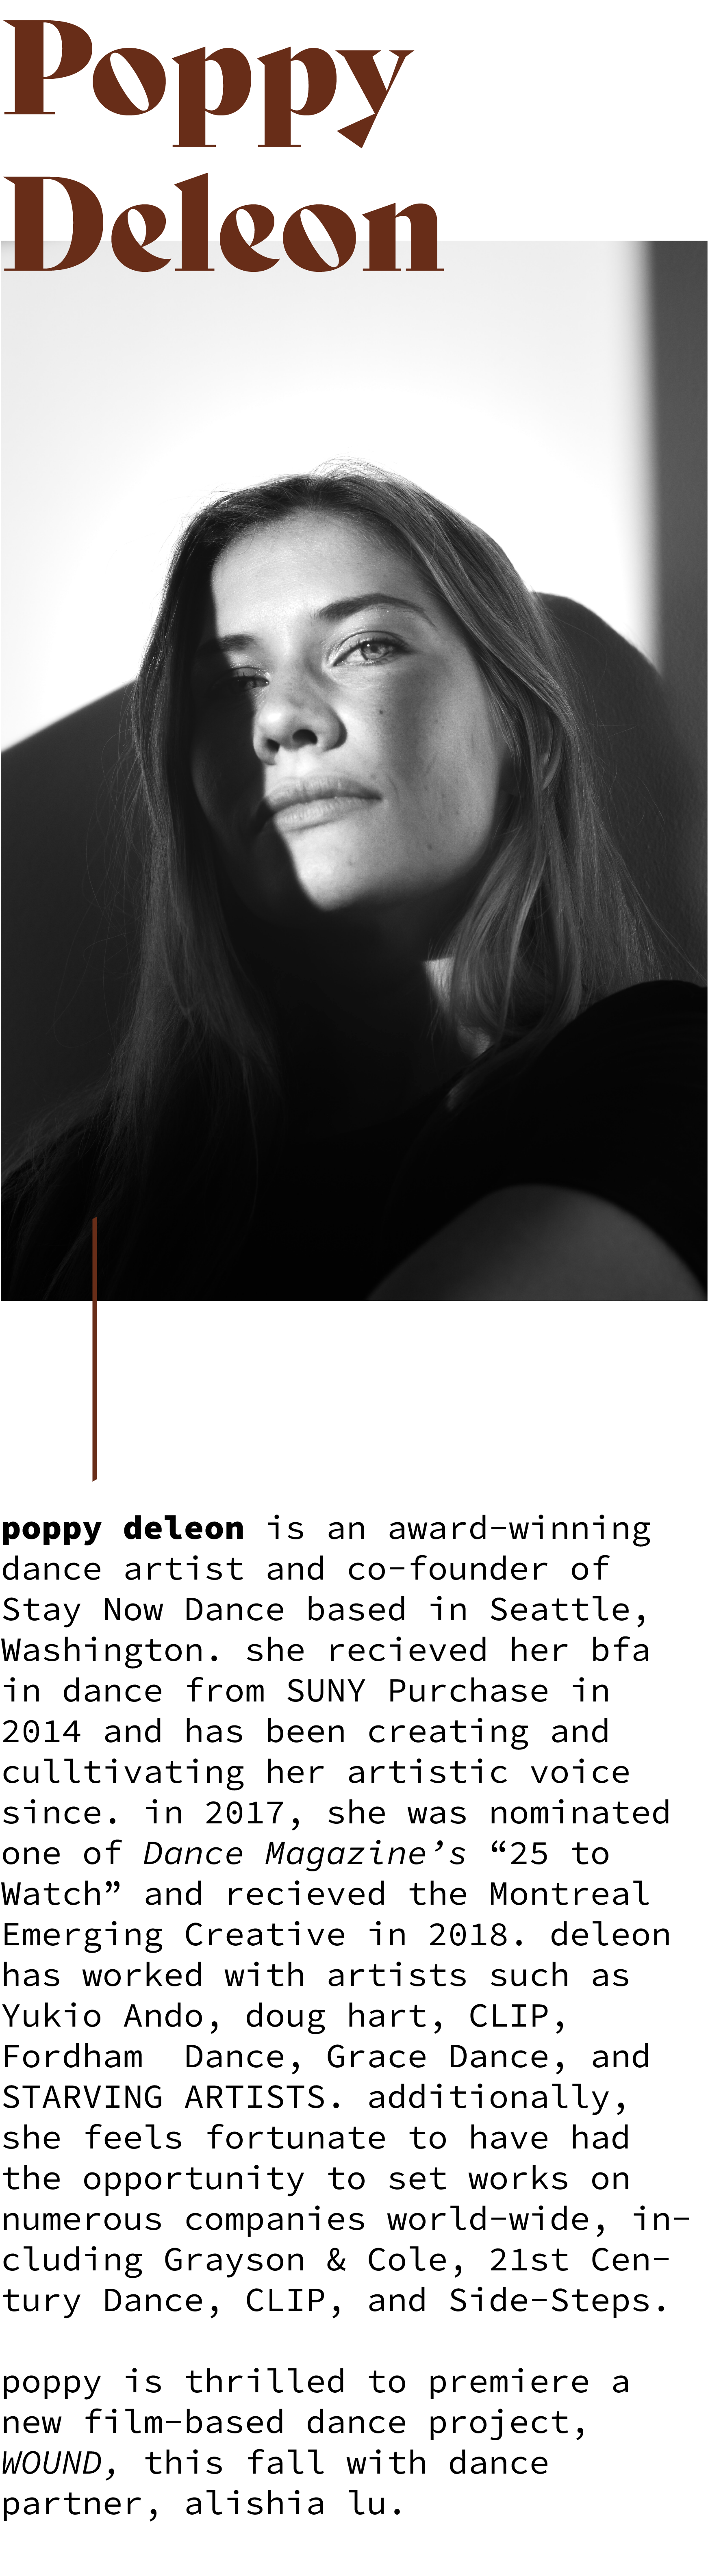 Poppy
Deleon
poppy deleon is an award-winning
dance artist and co-founder of
Stay Now Dance based in Seattle,
Washington. she recieved her bfa
in dance from SUNY Purchase in
2014 and has been creating and
culltivating her artistic voice
since. in 2017, she was nominated
one of Dance Magazine’s “25 to
Watch” and recieved the Montreal
Emerging Creative in 2018. deleon
has worked with artists such as
Yukio Ando, doug hart, CLIP,
Fordham  Dance, Grace Dance, and
STARVING ARTISTS. additionally,
she feels fortunate to have had
the opportunity to set works on
numerous companies world-wide, in-
cluding Grayson & Cole, 21st Cen-
tury Dance, CLIP, and Side-Steps.
poppy is thrilled to premiere a
new film-based dance project,
WOUND, this fall with dance
partner, alishia lu.